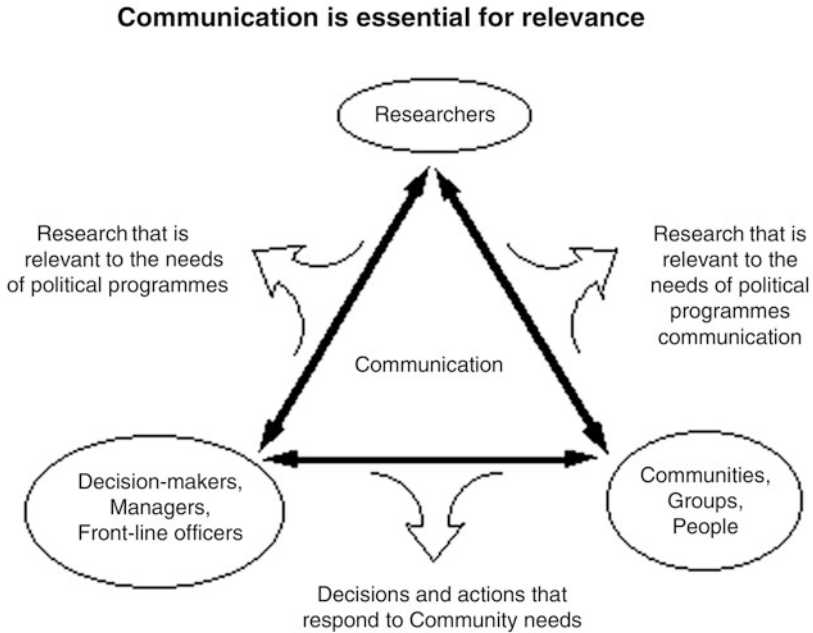 Communication is essential for relevance
Researchers
Research that is
relevant to the needs
of political programmes
Research that is
relevant to the
needs of political
programmes
communication
Communication
Decision-makers,
Managers,
Front-line officers
Communities,
Groups,
People
Decisions and actions that
respond to Community needs